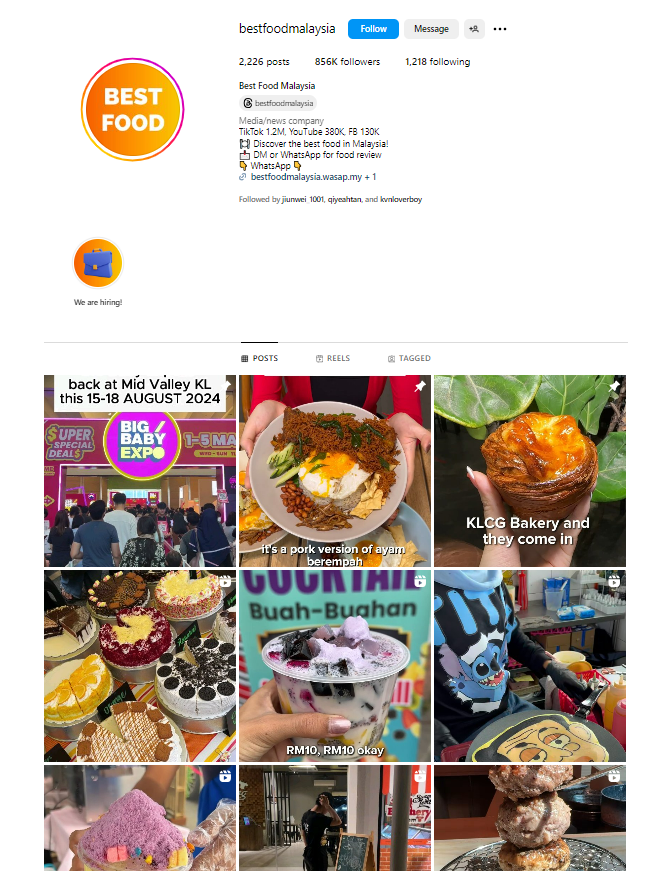 bestfoodmalaysia
Follow
Message
2,226 posts
856K followers
1,218 following
BEST
FOOD
Best Food Malaysia
bestfoodmalaysia
Media/news company
TikTok 1.2M, YouTube 380K, FB 130K
Discover the best food in Malaysia!
DM or WhatsApp for food review
WhatsApp
bestfoodmalaysia.wasap.my + 1
Followed by jiunwei_1001, qiyeahtan, and kvnloverboy
We are hiring!
POSTS
REELS
TAGGED
back at Mid Valley KL
this 15-18 AUGUST 2024
SUPER
SPECIAL
DEALS
BIG
BABY
EXPO
1-5 MA
it's a pork version of ayam
berempah
KLCG Bakery and
they come in
COCKTAIL
Buah-Buahan
RM10, RM10 okay